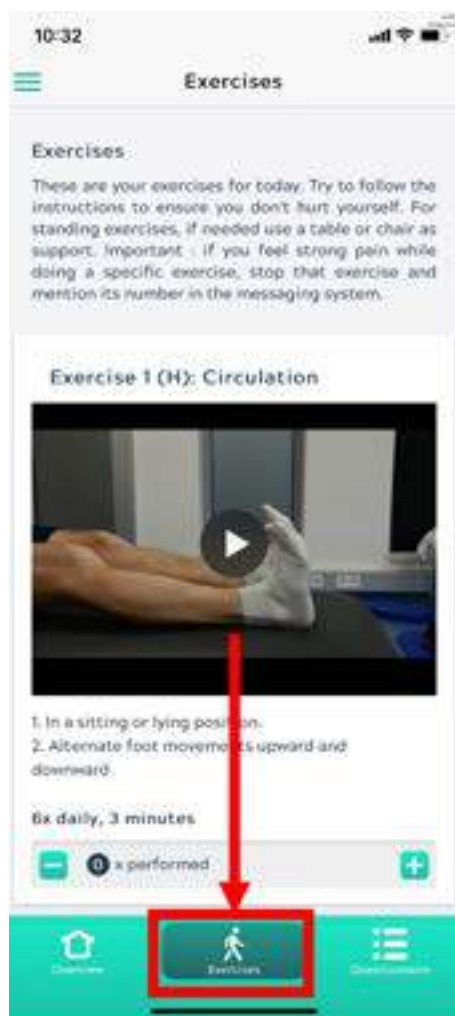 10:32
Exercises
Exercises
These are your exercises for today. Try to follow the
instructions to ensure you don't hurt yourself. For
standing exercises, if needed use a table or chair as
support. Important : if you feel strong pain while
doing a specific exercise, stop that exercise and
mention its number in the messaging system.
Exercise 1 (H): Circulation
1. In a sitting or lying position.
2. Alternate foot movements upward and
downward
6x daily, 3 minutes
0 x performed
Overview
Exercises
Questionnaire